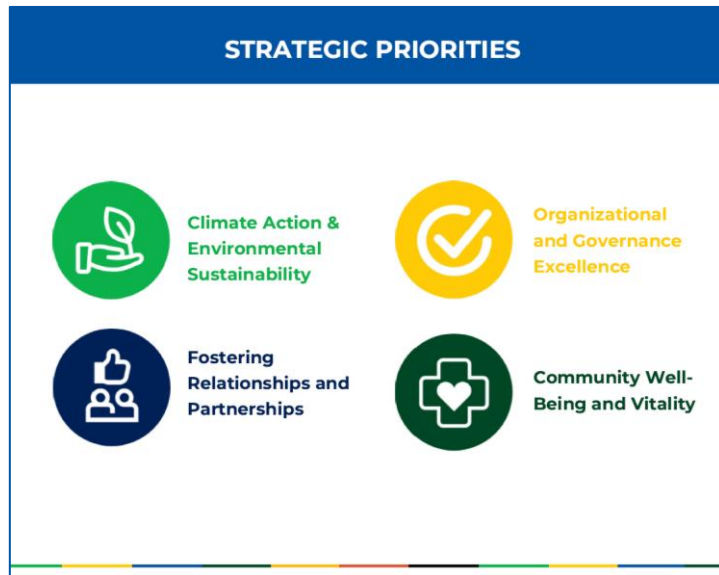 STRATEGIC PRIORITIES
Climate Action &
Environmental
Sustainability
Organizational
and Governance
Excellence
Fostering
Relationships and
Partnerships
Community Well-
Being and Vitality